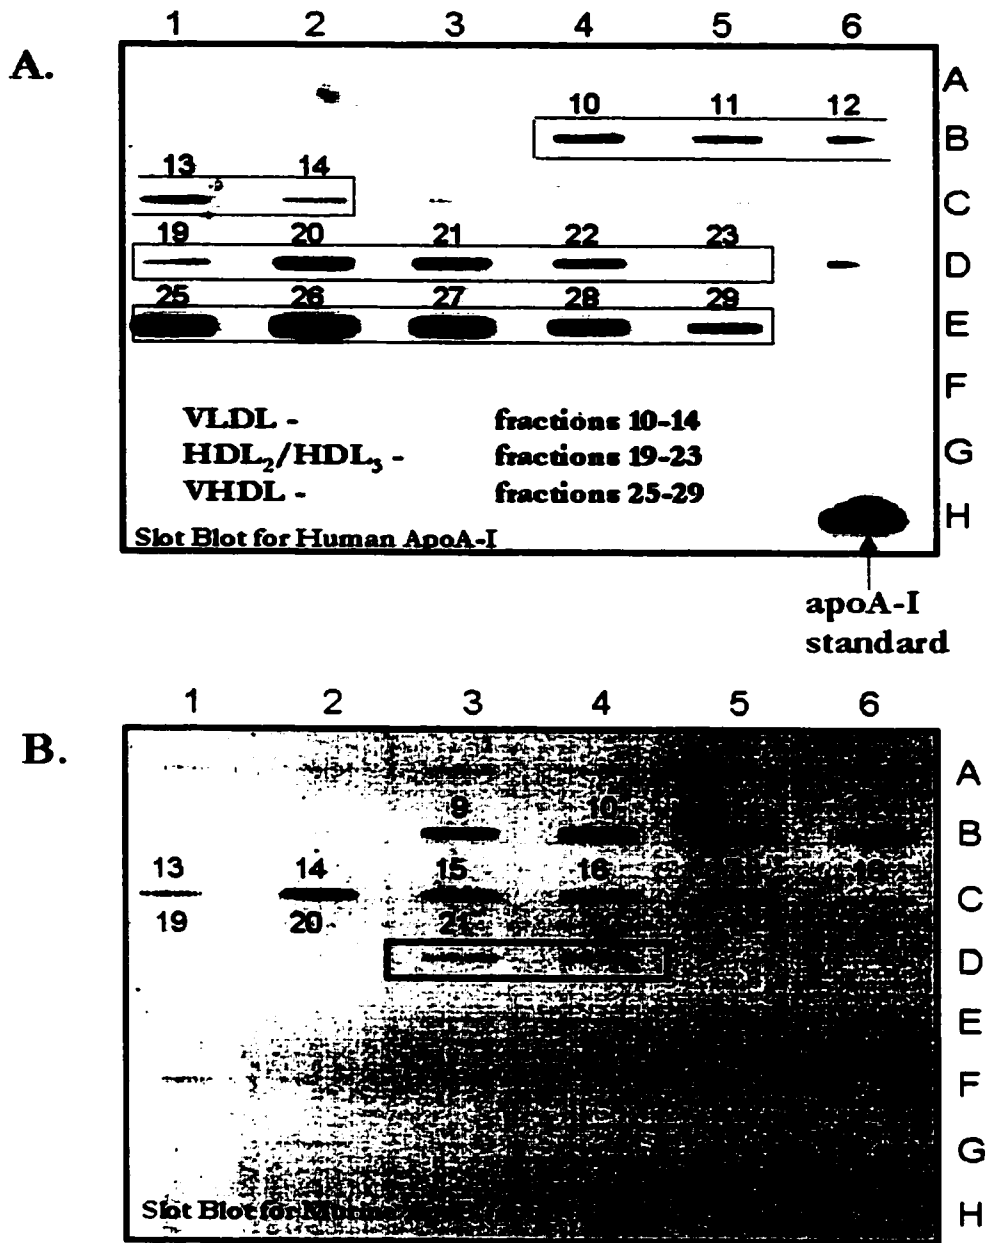 1 2 3 4 5 6
A.
A
10 11 12
B
13 14
C
19 20 21 22 23
D
25 26 27 28 29
E
F
VLDL - fractions 10-14
HDL₂/HDL₃ - fractions 19-23
G
VHDL - fractions 25-29
H
Slot Blot for Human ApoA-I
apoA-I
standard
1 2 3 4 5 6
B.
A
9 10
B
13 14 15 16 18
C
19 20 21
D
E
F
G
Slot Blot for
H